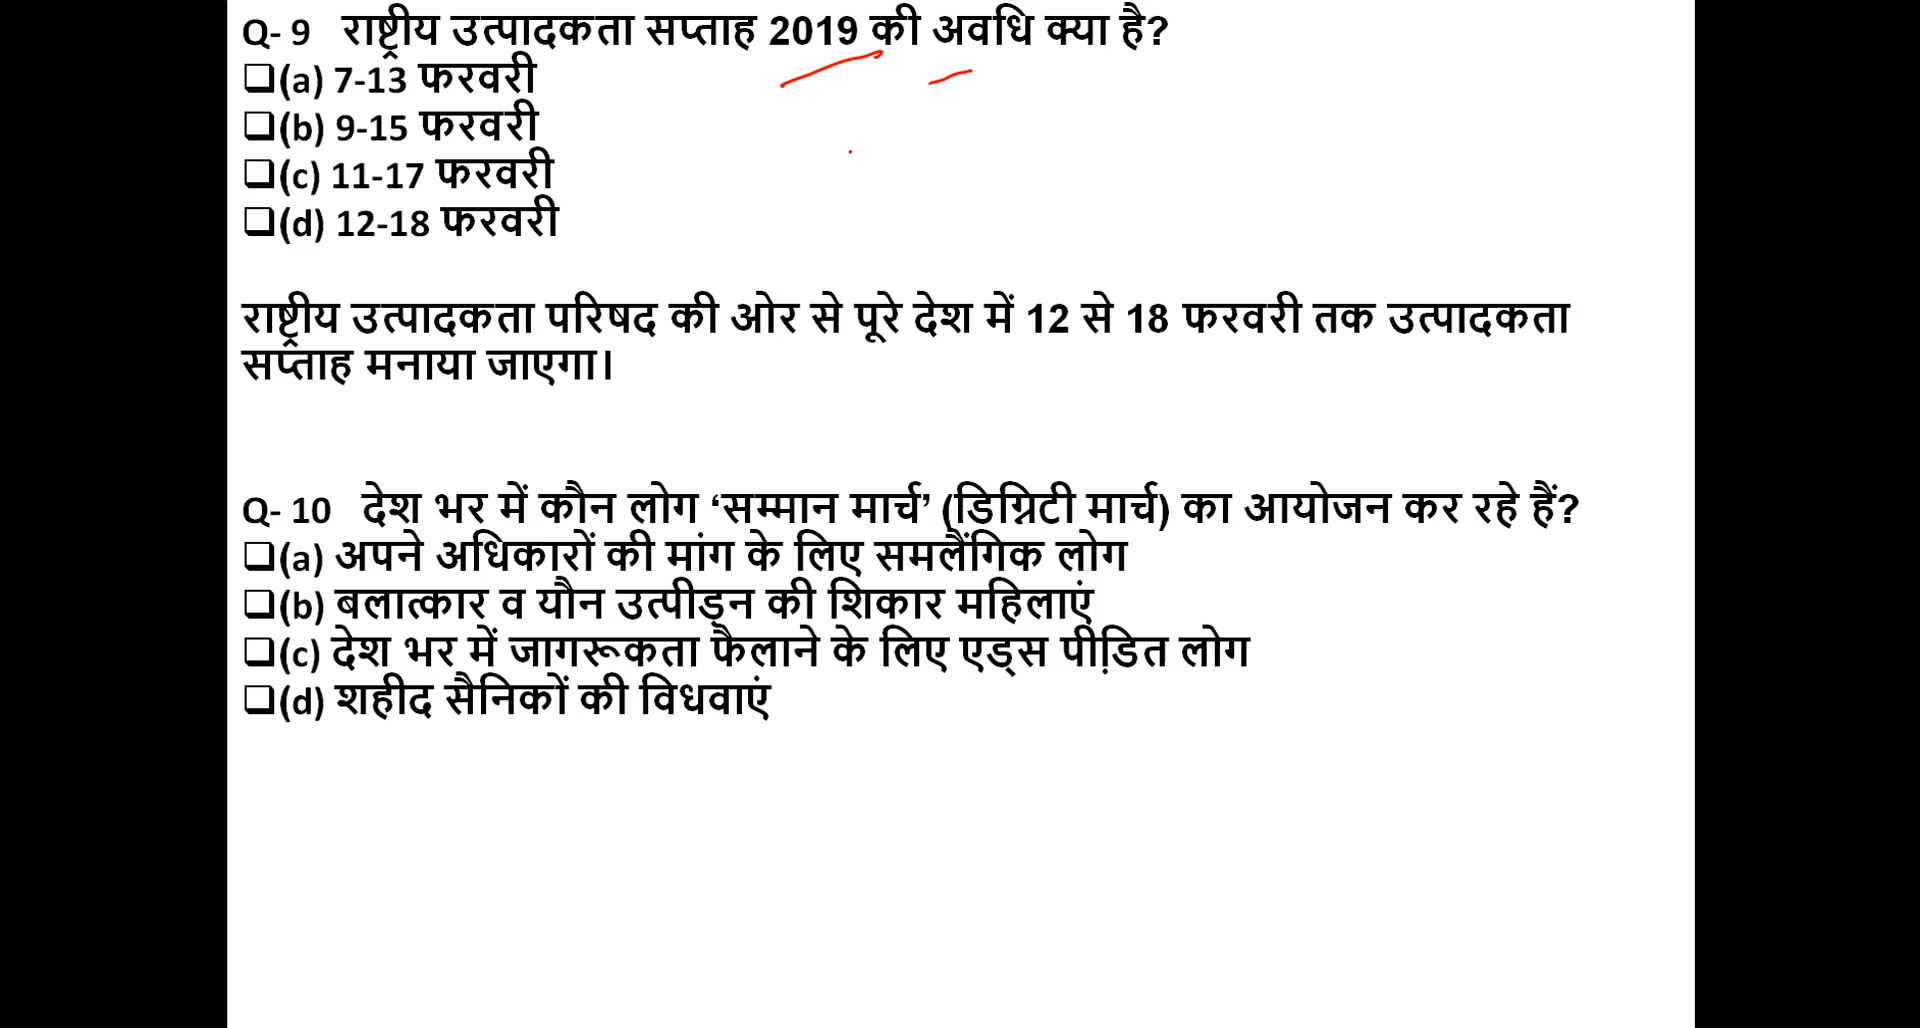 Q- 9 राष्ट्रीय उत्पादकता सप्ताह 2019 की अवधि क्या है?
❑(a) 7-13 फरवरी
❑(b) 9-15 फरवरी
❑(c) 11-17 फरवरी
❑(d) 12-18 फरवरी
राष्ट्रीय उत्पादकता परिषद की ओर से पूरे देश में 12 से 18 फरवरी तक उत्पादकता
सप्ताह मनाया जाएगा।
Q- 10 देश भर में कौन लोग ‘सम्मान मार्च’ (डिग्निटी मार्च) का आयोजन कर रहे हैं?
❑(a) अपने अधिकारों की मांग के लिए समलैंगिक लोग
❑(b) बलात्कार व यौन उत्पीड़न की शिकार महिलाएं
❑(c) देश भर में जागरूकता फैलाने के लिए एड्स पीडि़त लोग
❑(d) शहीद सैनिकों की विधवाएं